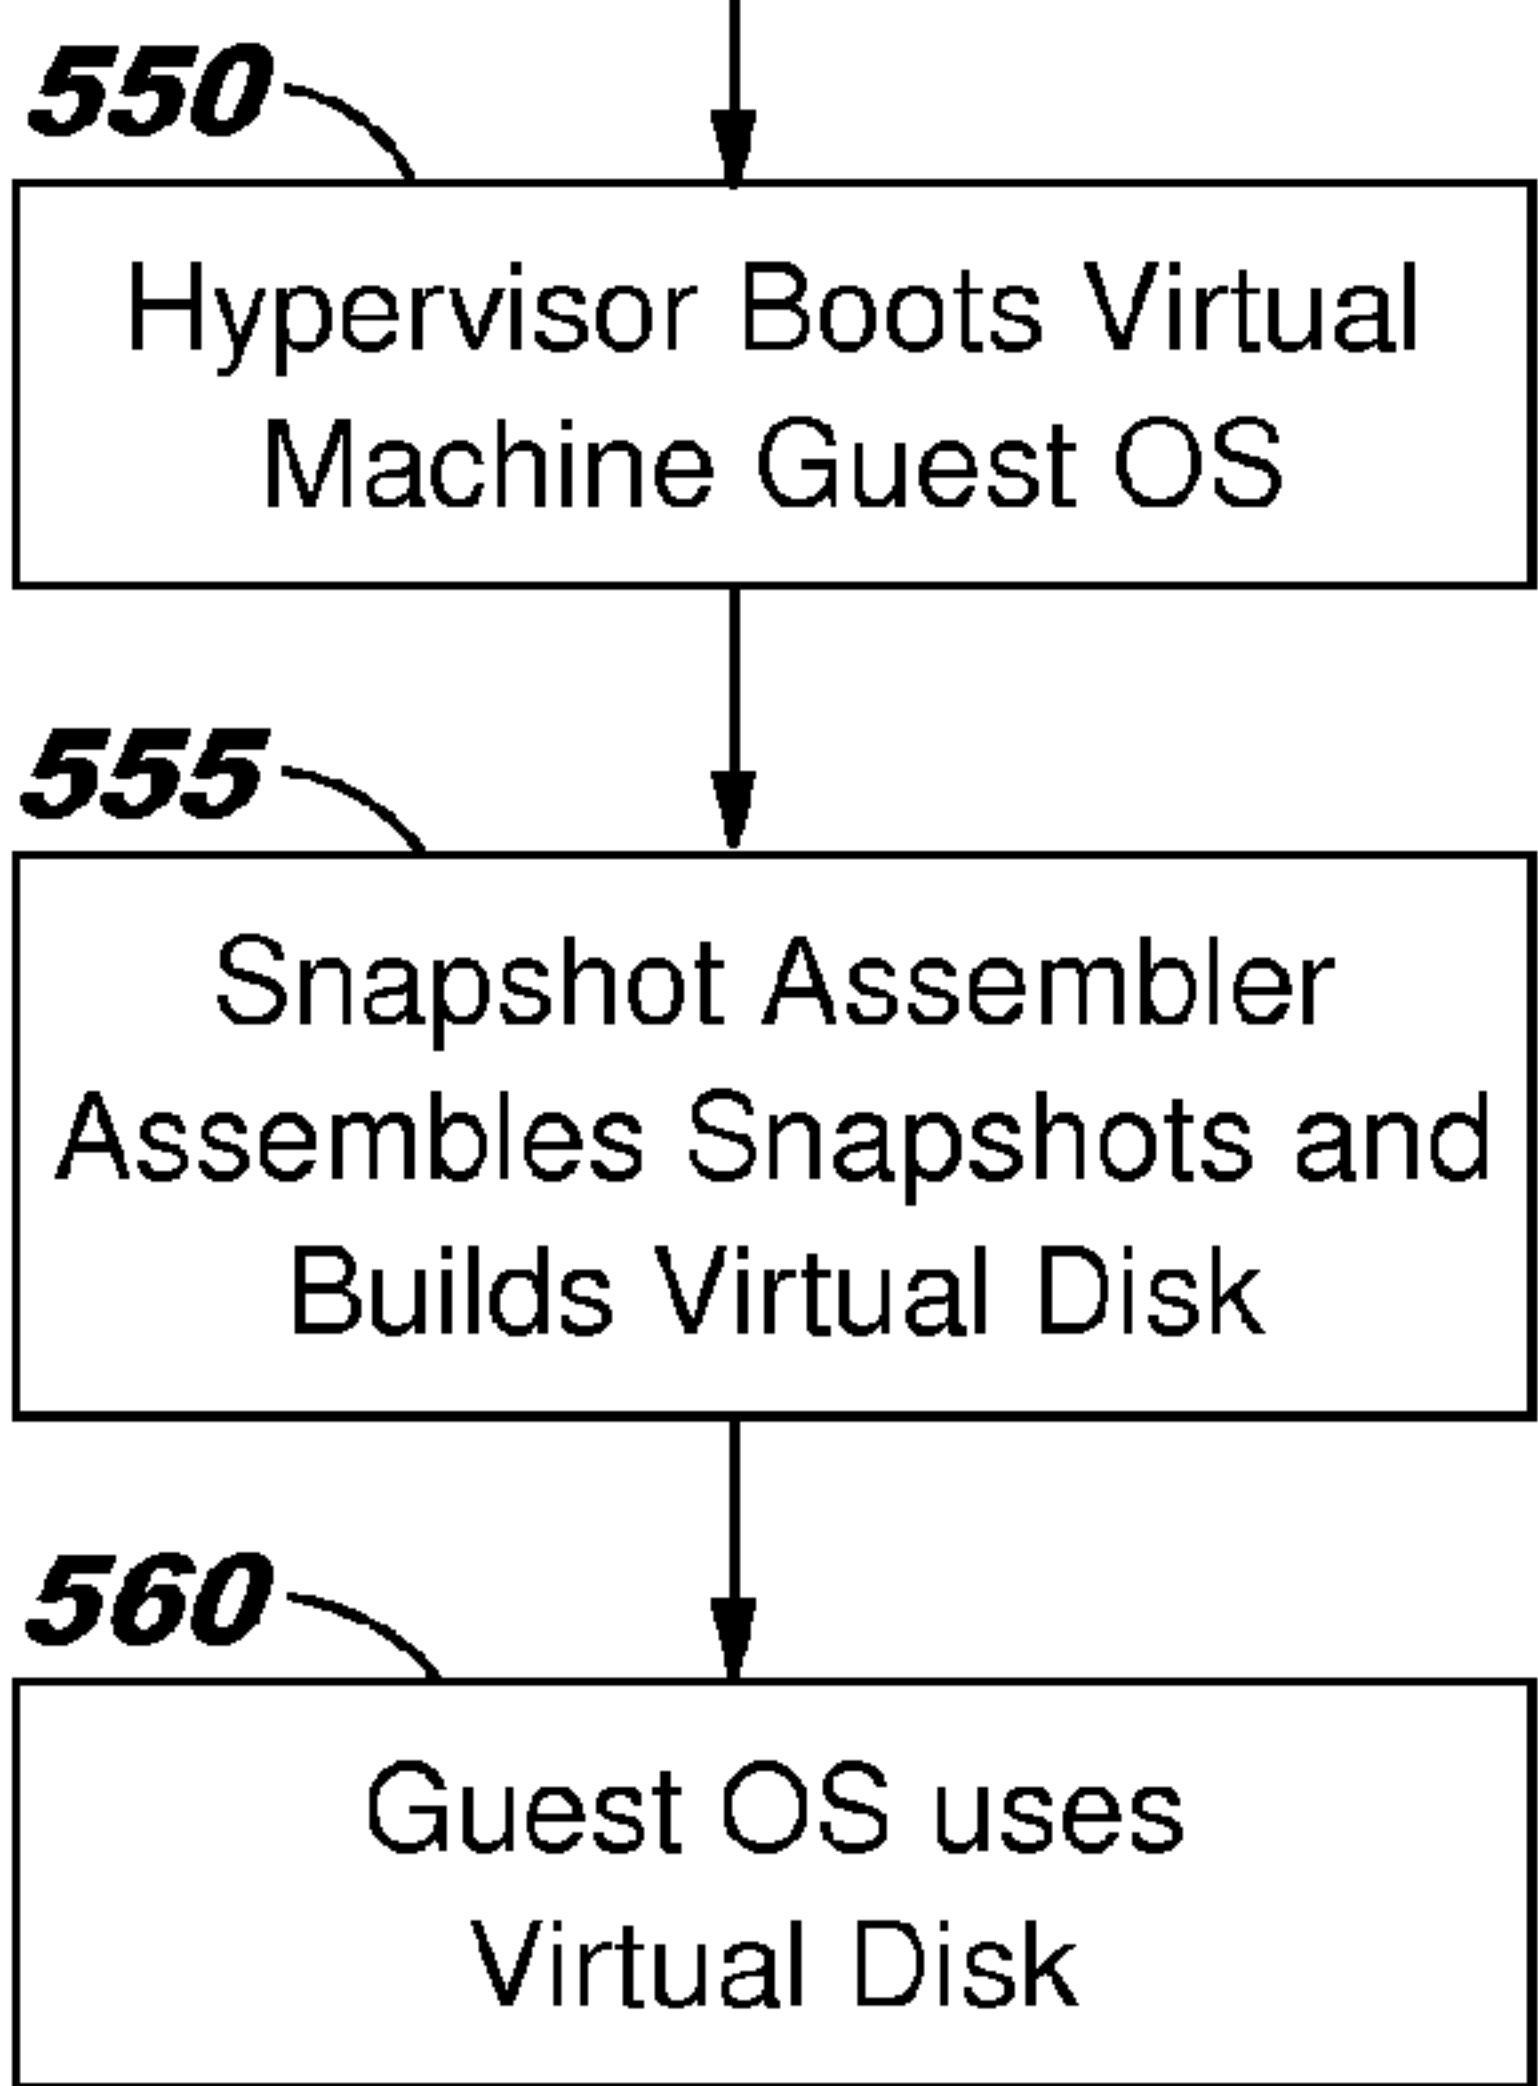 550
Hypervisor Boots Virtual
Machine Guest OS
555
Snapshot Assembler
Assembles Snapshots and
Builds Virtual Disk
560
Guest OS uses
Virtual Disk